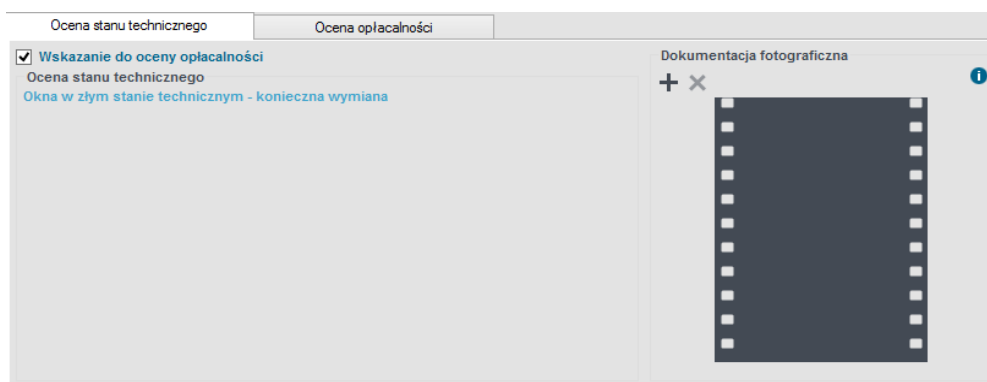 Ocena stanu technicznego
Ocena opłacalności
Wskazanie do oceny opłacalności
Ocena stanu technicznego
Okna w złym stanie technicznym - konieczna wymiana
Dokumentacja fotograficzna
i